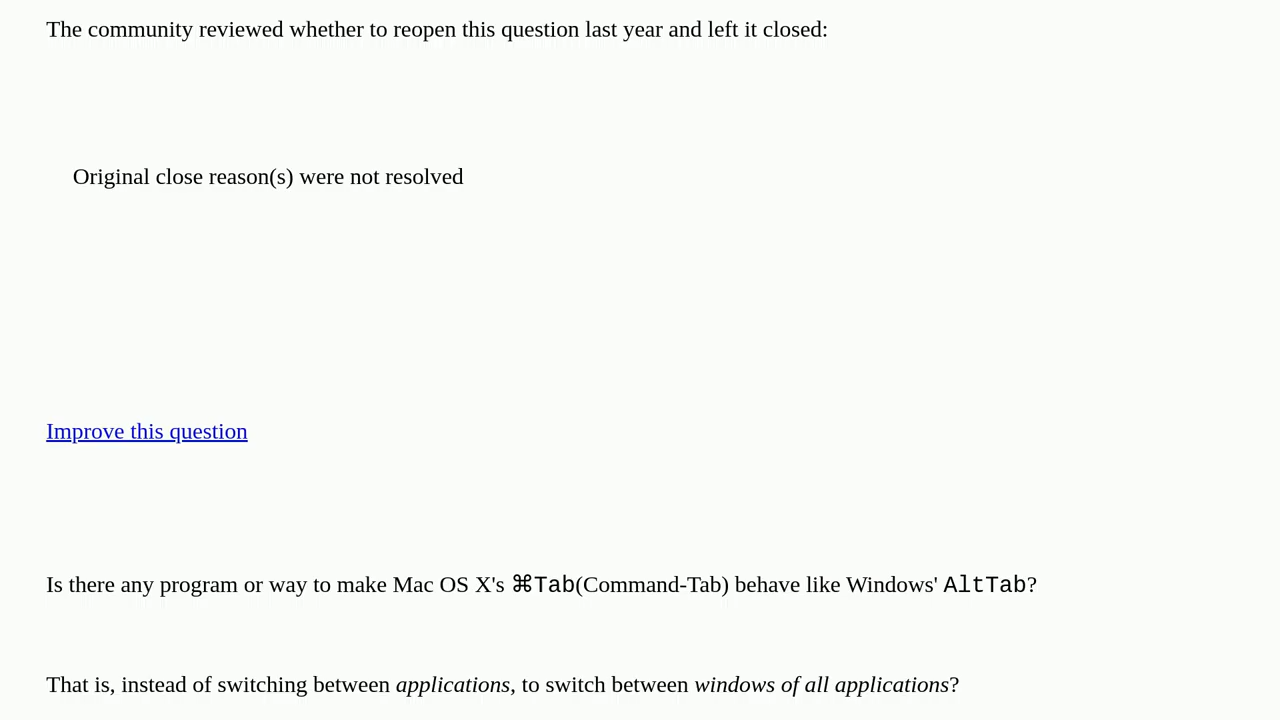 The community reviewed whether to reopen this question last year and left it closed:
Original close reason(s) were not resolved
Improve this question
Is there any program or way to make Mac OS X's ⌘Tab(Command-Tab) behave like Windows' AltTab?
That is, instead of switching between applications, to switch between windows of all applications?